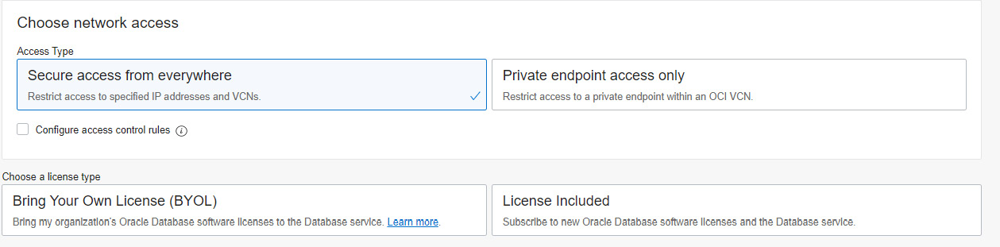 Choose network access
Access Type
Secure access from everywhere
Restrict access to specified IP addresses and VCNs.
Private endpoint access only
Restrict access to a private endpoint within an OCI VCN.
Configure access control rules
Choose a license type
Bring Your Own License (BYOL)
Bring my organization's Oracle Database software licenses to the Database service. Learn more.
License Included
Subscribe to new Oracle Database software licenses and the Database service.